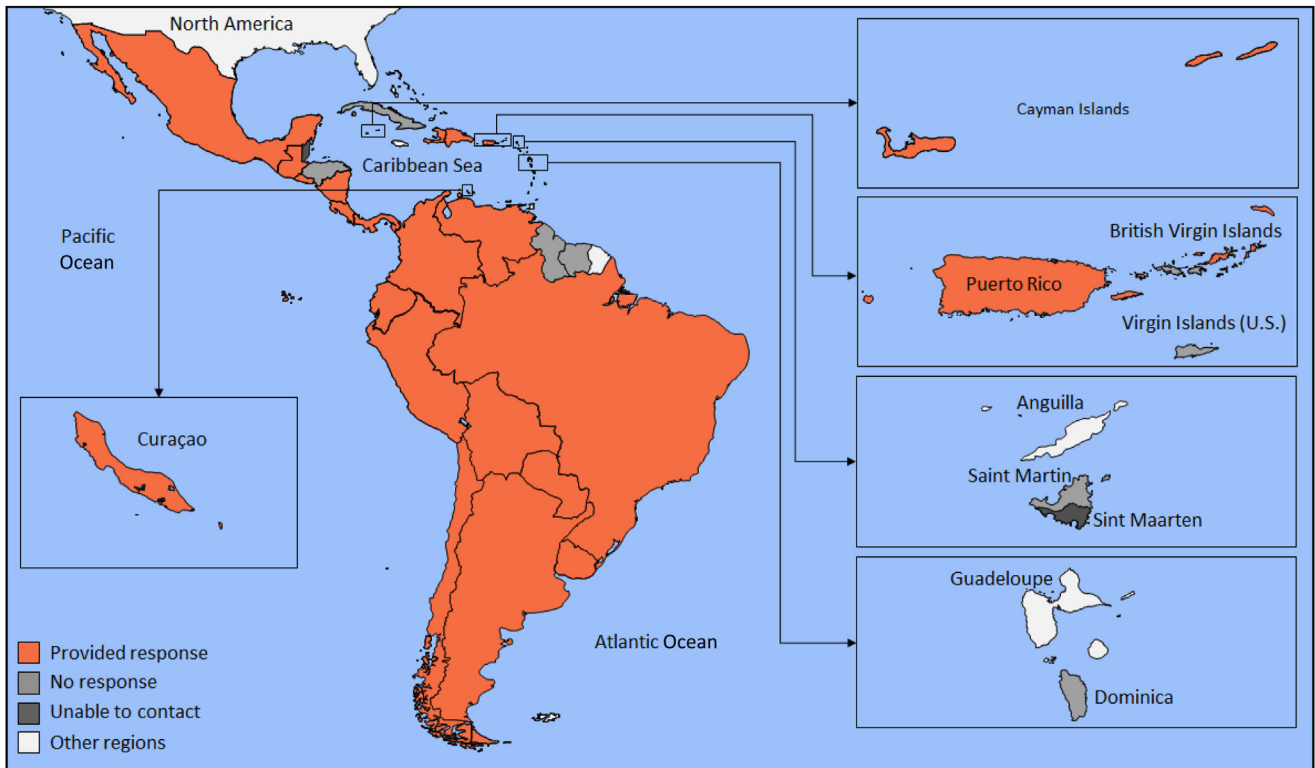 North America
Caribbean Sea
Pacific
Ocean
Atlantic Ocean
Cayman Islands
British Virgin Islands
Puerto Rico
Virgin Islands (U.S.)
Anguilla
Saint Martin
Sint Maarten
Guadeloupe
Dominica
Curaçao
Provided response
No response
Unable to contact
Other regions